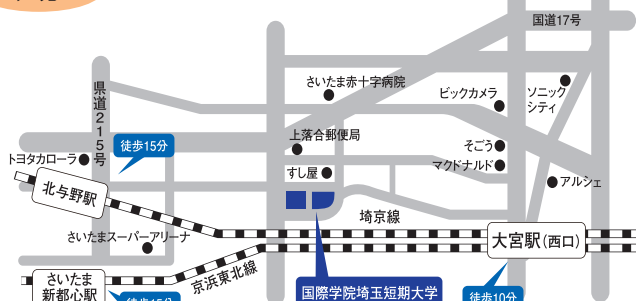 国道17号
県道215号
さいたま赤十字病院
ビックカメラ
ソニック
シティ
徒歩15分
上落合郵便局
そごう
トヨタカローラ
すし屋
マクドナルド
アルシェ
北与野駅
埼京線
さいたまスーパーアリーナ
大宮駅(西口)
京浜東北線
さいたま
新都心駅
国際学院埼玉短期大学
徒歩15分
徒歩10分